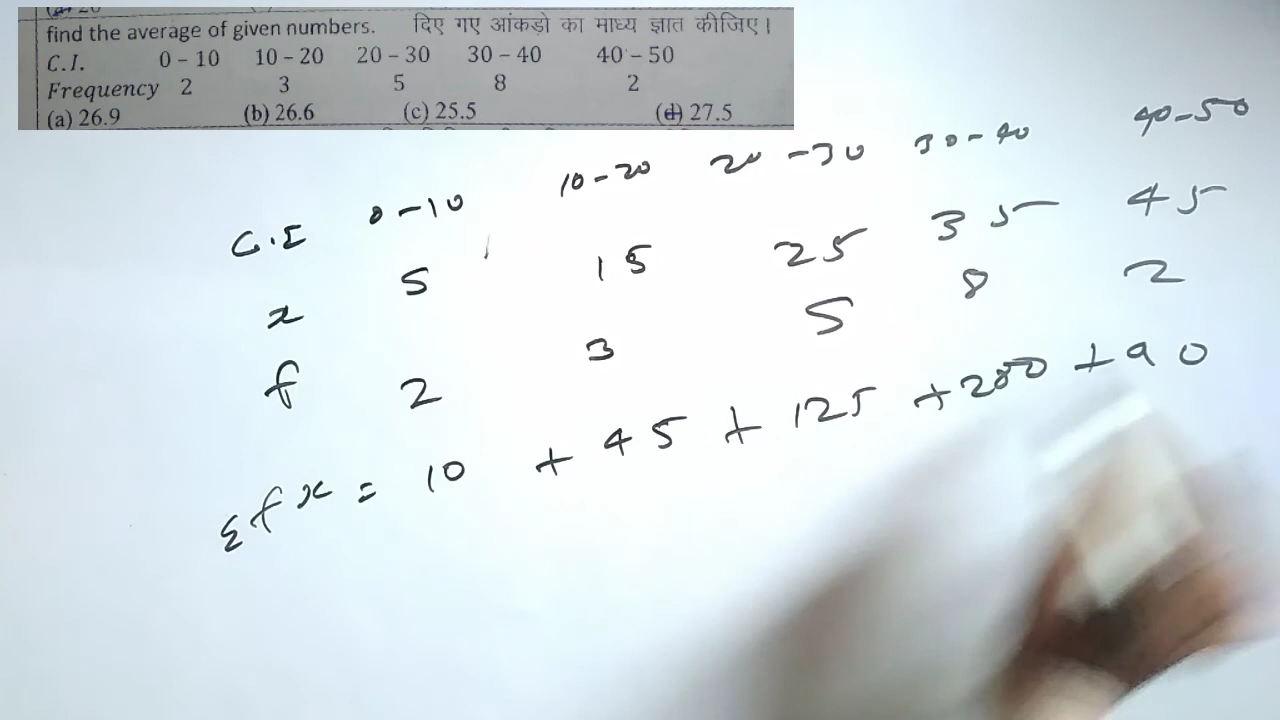 find the average of given numbers. दिए गए आंकड़ो का माध्य ज्ञात कीजिए।
C.I. 0 – 10 10 – 20 20 – 30 30 – 40 40 – 50
Frequency 2 3 5 8 2
(a) 26.9 (b) 26.6 (c) 25.5 (d) 27.5
C.I 0-10 10-20 20-30 30-40 40-50
x 5 15 25 35 45
f 2 3 5 8 2
Σfx = 10 + 45 + 125 + 280 + 90